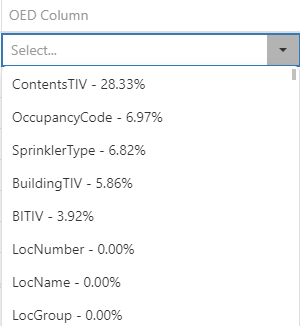 OED Column
Select...
ContentsTIV - 28.33%
OccupancyCode - 6.97%
SprinklerType - 6.82%
BuildingTIV - 5.86%
BITIV - 3.92%
LocNumber - 0.00%
LocName - 0.00%
LocGroup - 0.00%